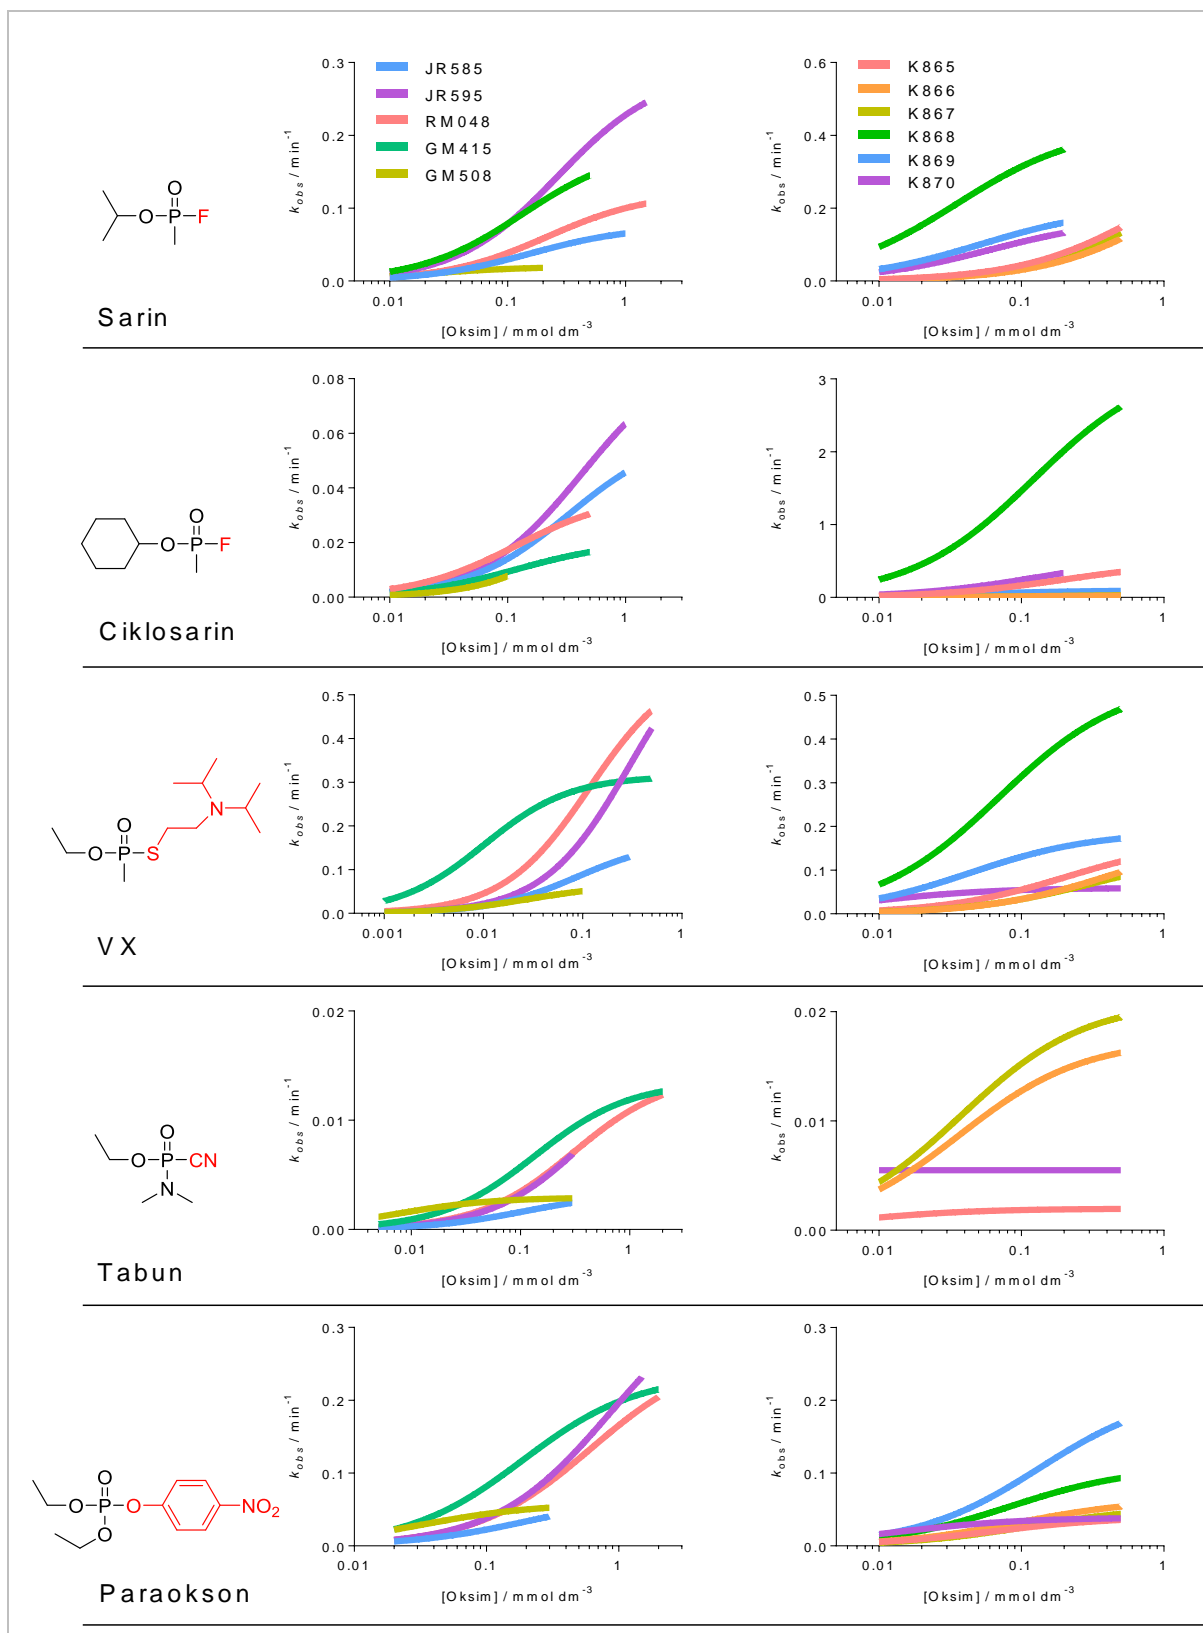 0.3
0.2
0.1
0.0
k_obs / min⁻¹
JR585
JR595
RM048
GM415
GM508
0.01
0.1
1
[Oksim] / mmol dm⁻³
0.6
0.4
0.2
0.0
k_obs / min⁻¹
K865
K866
K867
K868
K869
K870
0.01
0.1
1
[Oksim] / mmol dm⁻³
O
O
P
F
Sarin
0.08
0.06
0.04
0.02
0.00
k_obs / min⁻¹
0.01
0.1
1
[Oksim] / mmol dm⁻³
3
2
1
0
k_obs / min⁻¹
0.01
0.1
1
[Oksim] / mmol dm⁻³
O
O
P
F
Ciklosarin
0.5
0.4
0.3
0.2
0.1
0.0
k_obs / min⁻¹
0.001
0.01
0.1
1
[Oksim] / mmol dm⁻³
0.5
0.4
0.3
0.2
0.1
0.0
k_obs / min⁻¹
0.01
0.1
1
[Oksim] / mmol dm⁻³
N
O
O
P
S
VX
0.02
0.01
0.00
k_obs / min⁻¹
0.01
0.1
1
[Oksim] / mmol dm⁻³
0.02
0.01
0.00
k_obs / min⁻¹
0.01
0.1
1
[Oksim] / mmol dm⁻³
O
O
P
CN
N
Tabun
0.3
0.2
0.1
0.0
k_obs / min⁻¹
0.01
0.1
1
[Oksim] / mmol dm⁻³
0.3
0.2
0.1
0.0
k_obs / min⁻¹
0.01
0.1
1
[Oksim] / mmol dm⁻³
O
O
P
O
NO₂
O
Paraokson